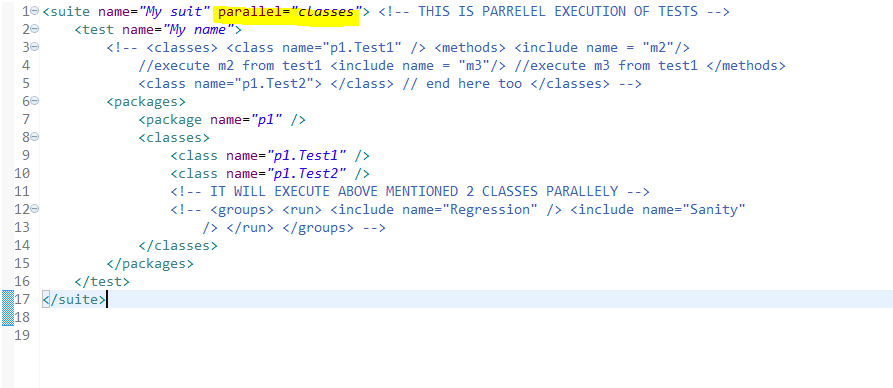 1 <suite name="My suit" parallel="classes"> <!-- THIS IS PARRELEL EXECUTION OF TESTS -->
2 <test name="My name">
3 <!-- <classes> <class name="p1.Test1" /> <methods> <include name = "m2"/>
4 //execute m2 from test1 <include name = "m3"/> //execute m3 from test1 </methods>
5 <class name="p1.Test2"> </class> // end here too </classes> -->
6 <packages>
7 <package name="p1" />
8 <classes>
9 <class name="p1.Test1" />
10 <class name="p1.Test2" />
11 <!-- IT WILL EXECUTE ABOVE MENTIONED 2 CLASSES PARALLELY -->
12 <!-- <groups> <run> <include name="Regression" /> <include name="Sanity"
13 /> </run> </groups> -->
14 </classes>
15 </packages>
16 </test>
17 </suite>
18
19